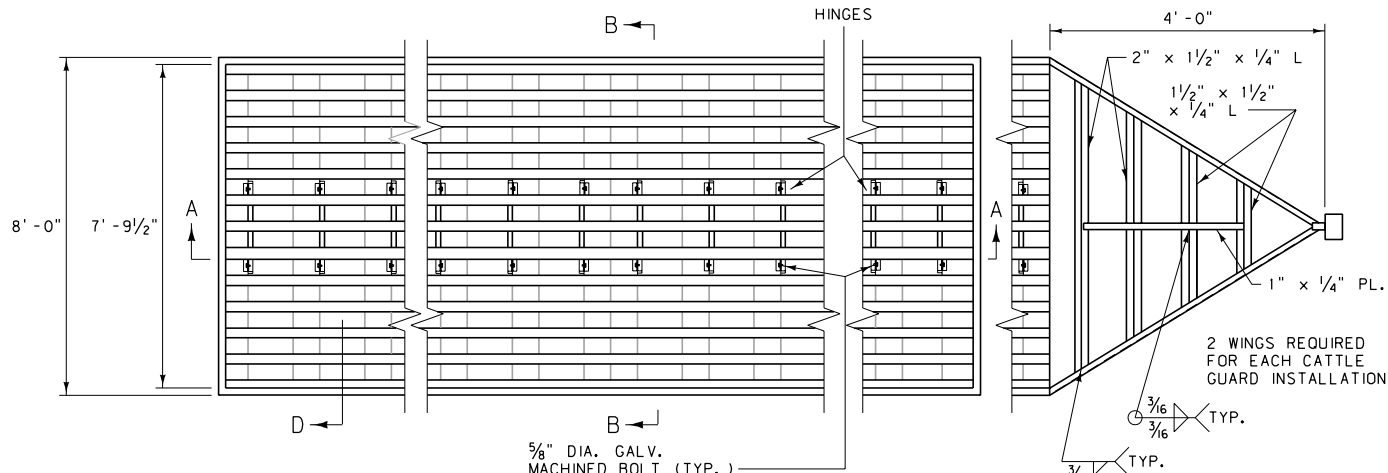 HINGES
4'-0"
B
2" x 1½" x ¼" L
1½" x 1½"
x ¼" L
8'-0"
7'-9½"
A
A
1" x ¼" PL.
2 WINGS REQUIRED
FOR EACH CATTLE
GUARD INSTALLATION
D
B
3/16
3/16
TYP.
⅝" DIA. GALV.
MACHINED BOLT (TYP.)
TYP.